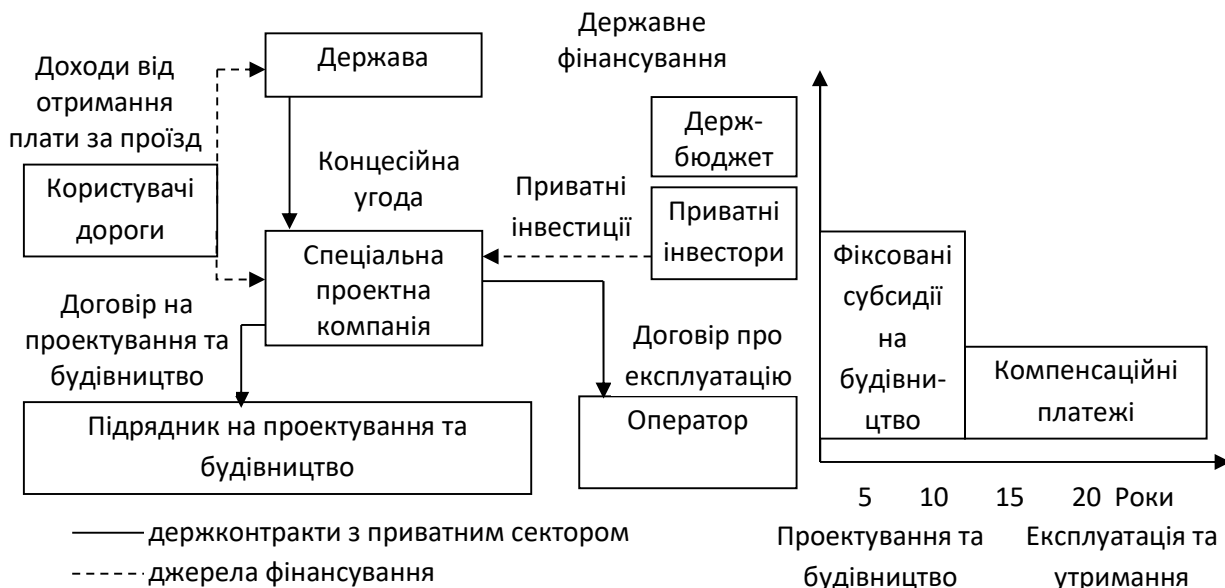 Держава
Доходи від
отримання
плати за проїзд
Користувачі
дороги
Концесійна
угода
Спеціальна
проектна
компанія
Приватні
інвестиції
Державне
фінансування
Держ-
бюджет
Приватні
інвестори
Договір на
проектування та
будівництво
Підрядник на проектування та
будівництво
Договір про
експлуатацію
Оператор
Фіксовані
субсидії
на
будівни-
цтво
Компенсаційні
платежі
5 10 15 20 Роки
Проектування та
будівництво
Експлуатація та
утримання
держконтракти з приватним сектором
джерела фінансування